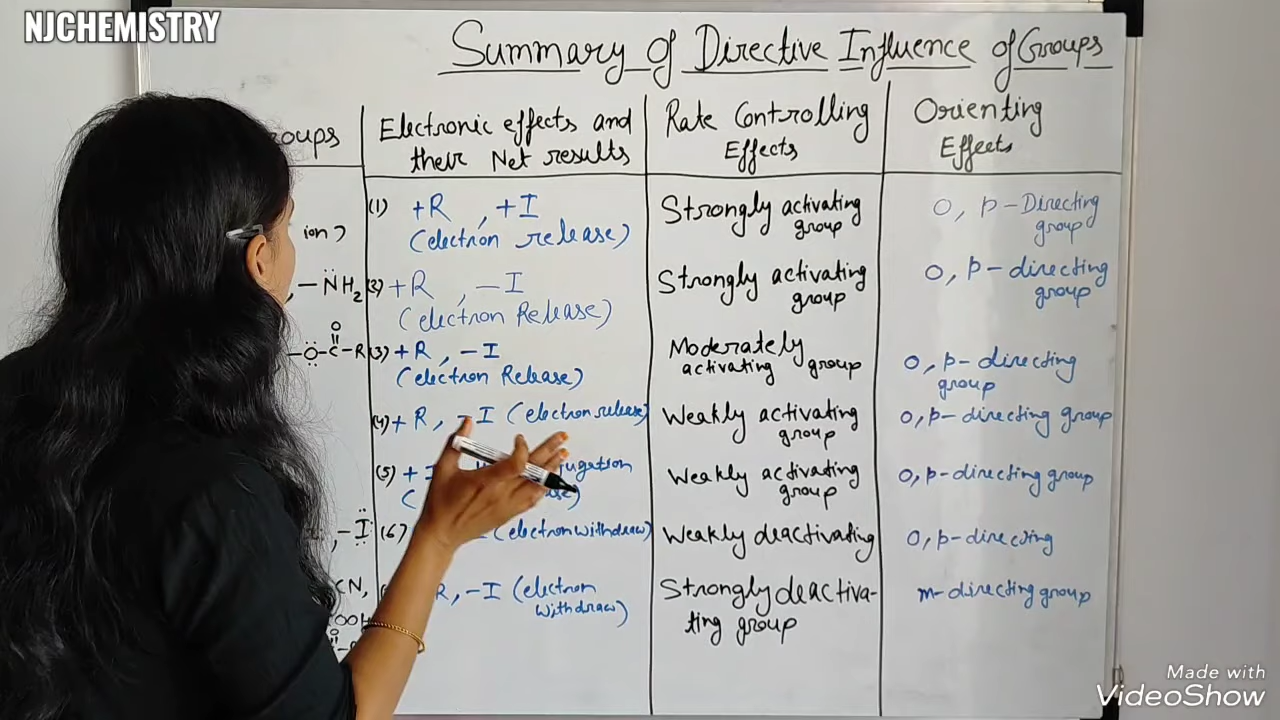 NJCHEMISTRY
Summary of Directive Influence of Groups
Electronic effects and
their Net results
Rate Controlling
Effects
Orienting
Effects
ion)
(1) +R , +I
(electron release)
Strongly activating
group
O, p-Directing
group
, -N̈H2
+R , -I
(electron Release)
Strongly activating
group
O, p-directing
group
O
-Ö-C-R
(3) +R, -I
(electron Release)
Moderately
activating group
O, p-directing
group
(4) +R, -I (electron release)
Weakly activating
group
O, p-directing group
(5) +
Weakly activating
group
O, p-directing group
, -I
(6)
(electron withdraw)
Weakly deactivating
O, p-directing
CN,
R, -I (electron
withdraw)
Strongly deactiva-
ting group
m-directing group
OOH
Made with
VideoShow